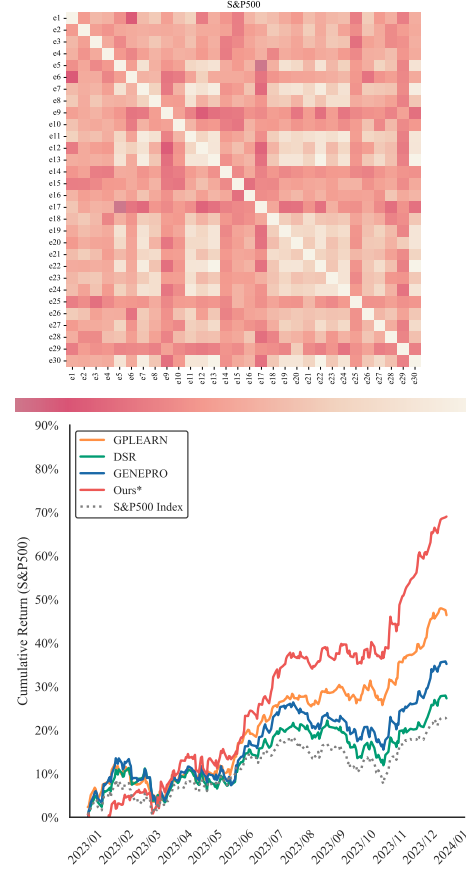 S&P500
e1
e2
e3
e4
e5
e6
e7
e8
e9
e10
e11
e12
e13
e14
e15
e16
e17
e18
e19
e20
e21
e22
e23
e24
e25
e26
e27
e28
e29
e30
e1 e2 e3 e4 e5 e6 e7 e8 e9 e10 e11 e12 e13 e14 e15 e16 e17 e18 e19 e20 e21 e22 e23 e24 e25 e26 e27 e28 e29 e30
Cumulative Return (S&P500)
90%
80%
70%
60%
50%
40%
30%
20%
10%
0%
GPLEARN
DSR
GENEPRO
Ours*
S&P500 Index
2023/01 2023/02 2023/03 2023/04 2023/05 2023/06 2023/07 2023/08 2023/09 2023/10 2023/11 2023/12 2024/01